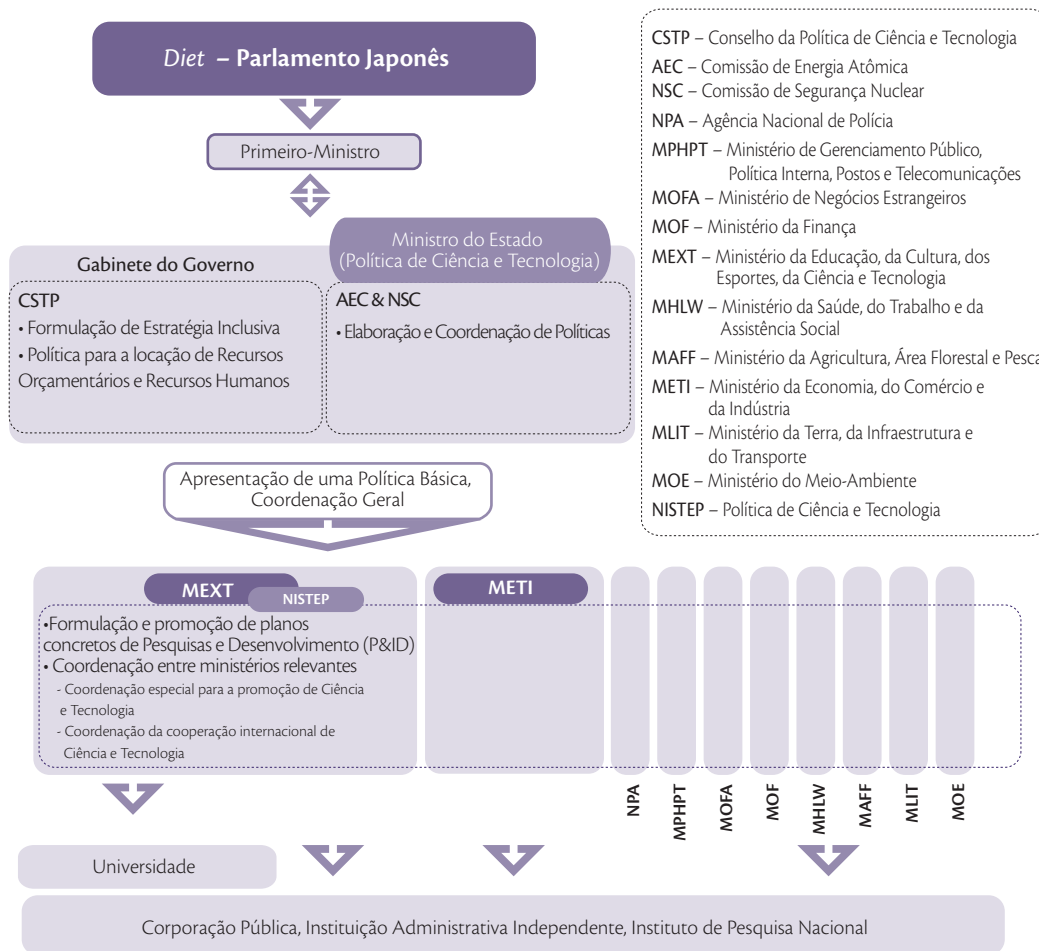 Diet – Parlamento Japonês
Primeiro-Ministro
Ministro do Estado
(Política de Ciência e Tecnologia)
Gabinete do Governo
CSTP
• Formulação de Estratégia Inclusiva
• Política para a locação de Recursos
Orçamentários e Recursos Humanos
AEC & NSC
• Elaboração e Coordenação de Políticas
Apresentação de uma Política Básica,
Coordenação Geral
MEXT
NISTEP
•Formulação e promoção de planos
concretos de Pesquisas e Desenvolvimento (P&ID)
• Coordenação entre ministérios relevantes
- Coordenação especial para a promoção de Ciência
e Tecnologia
- Coordenação da cooperação internacional de
Ciência e Tecnologia
METI
NPA
MPHPT
MOFA
MOF
MHLW
MAFF
MLIT
MOE
Universidade
Corporação Pública, Instituição Administrativa Independente, Instituto de Pesquisa Nacional
CSTP – Conselho da Política de Ciência e Tecnologia
AEC – Comissão de Energia Atômica
NSC – Comissão de Segurança Nuclear
NPA – Agência Nacional de Polícia
MPHPT – Ministério de Gerenciamento Público,
Política Interna, Postos e Telecomunicações
MOFA – Ministério de Negócios Estrangeiros
MOF – Ministério da Finança
MEXT – Ministério da Educação, da Cultura, dos
Esportes, da Ciência e Tecnologia
MHLW – Ministério da Saúde, do Trabalho e da
Assistência Social
MAFF – Ministério da Agricultura, Área Florestal e Pesca
METI – Ministério da Economia, do Comércio e
da Indústria
MLIT – Ministério da Terra, da Infraestrutura e
do Transporte
MOE – Ministério do Meio-Ambiente
NISTEP – Política de Ciência e Tecnologia